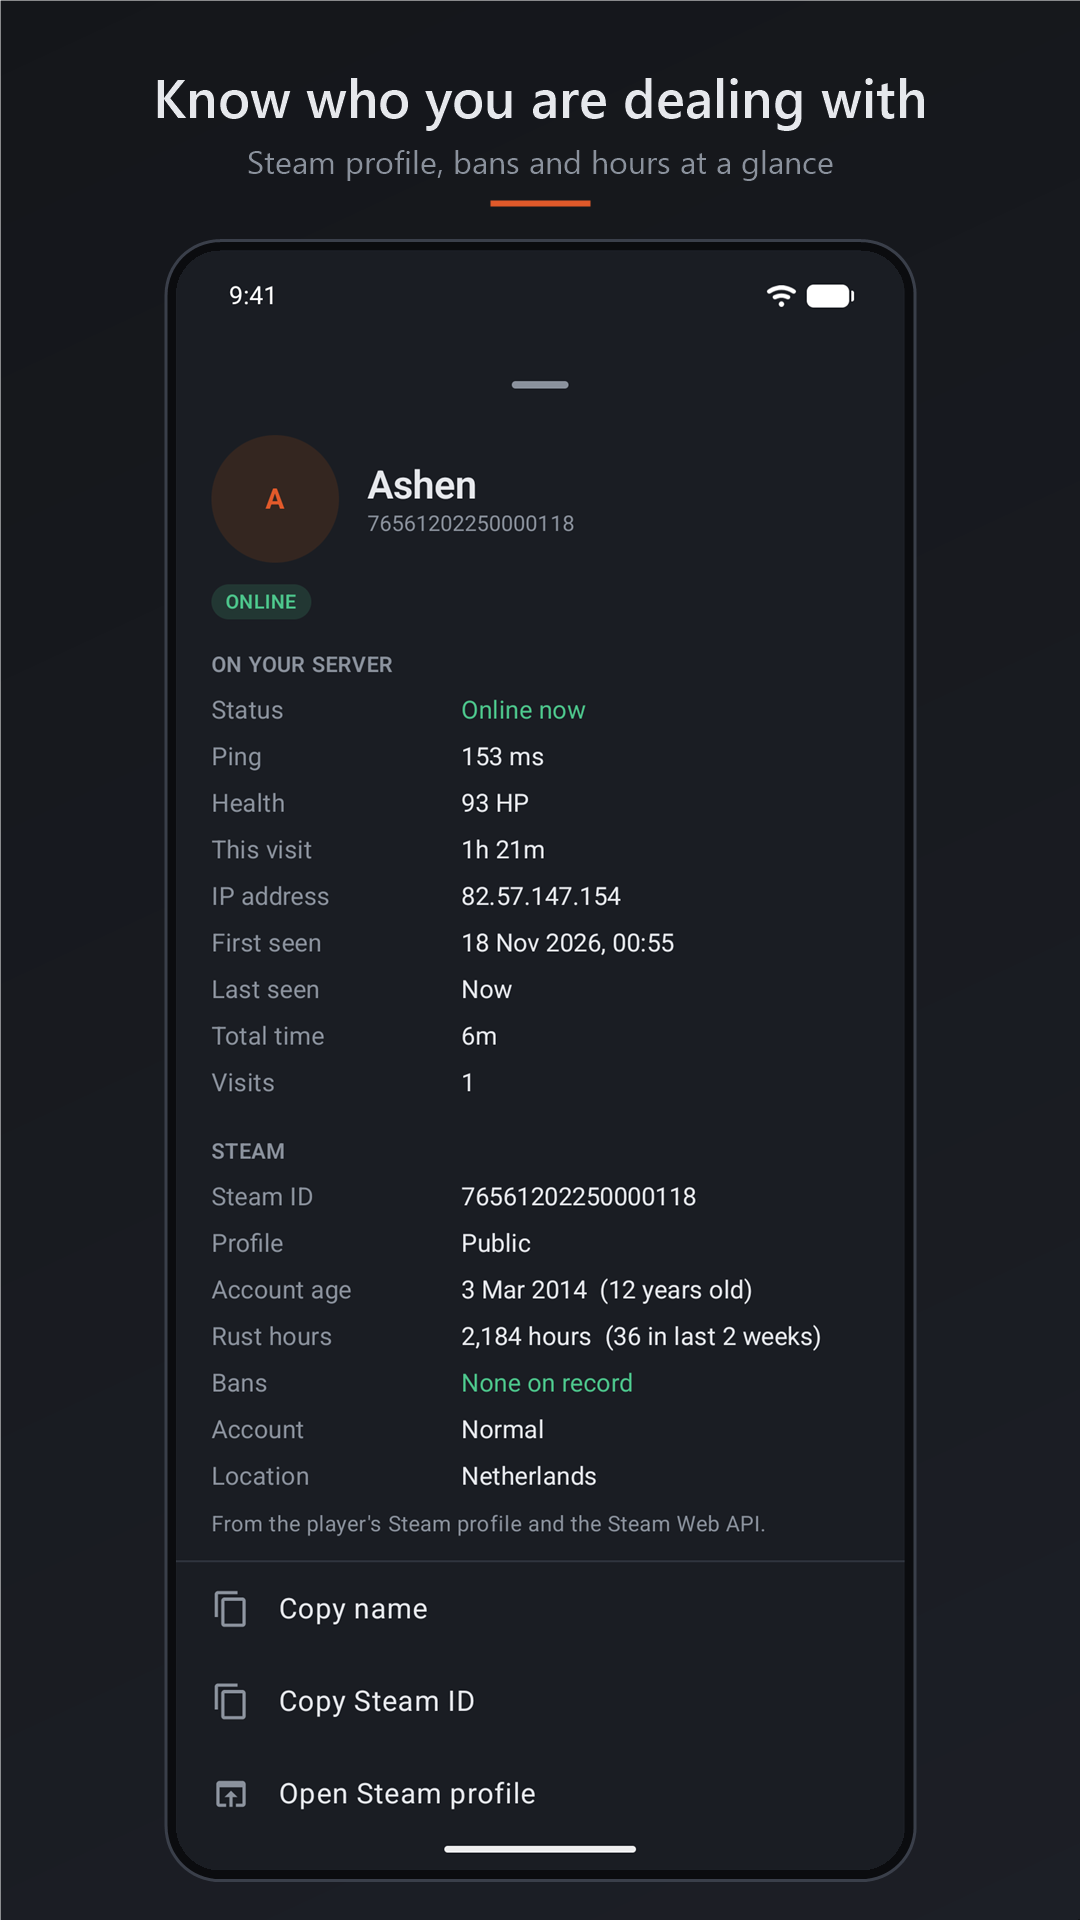 Know who you are dealing with
Steam profile, bans and hours at a glance
9:41
A
Ashen
76561202250000118
ONLINE
ON YOUR SERVER
Status Online now
Ping 153 ms
Health 93 HP
This visit 1h 21m
IP address 82.57.147.154
First seen 18 Nov 2026, 00:55
Last seen Now
Total time 6m
Visits 1
STEAM
Steam ID 76561202250000118
Profile Public
Account age 3 Mar 2014 (12 years old)
Rust hours 2,184 hours (36 in last 2 weeks)
Bans None on record
Account Normal
Location Netherlands
From the player's Steam profile and the Steam Web API.
Copy name
Copy Steam ID
Open Steam profile